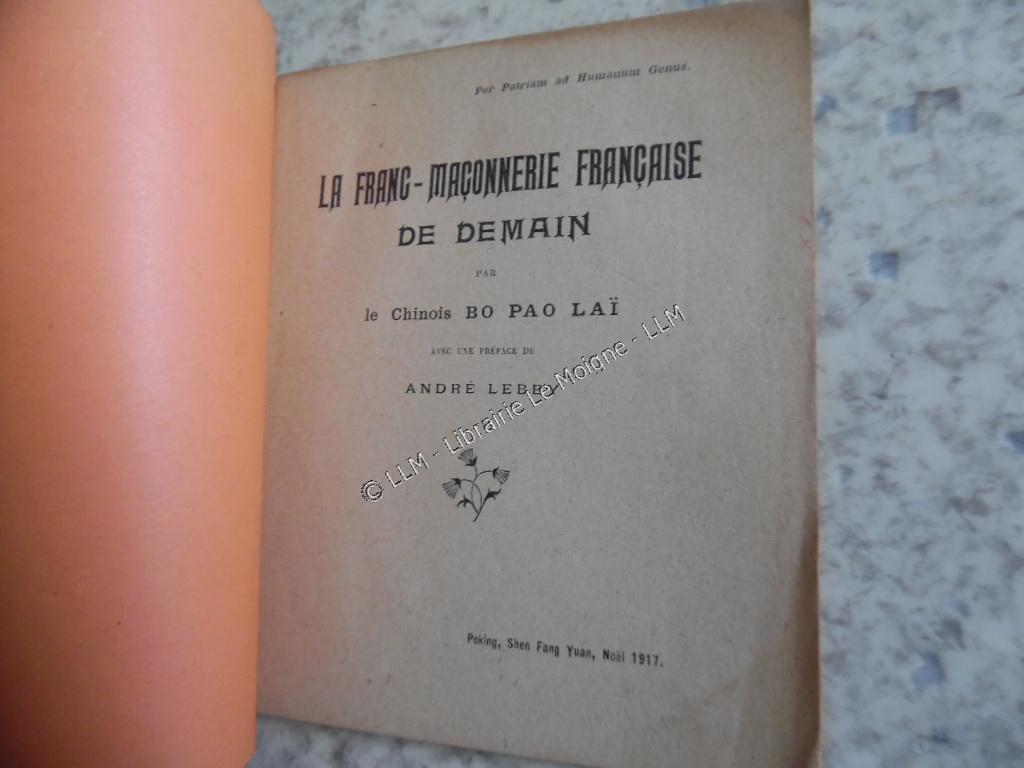 Per Patriam ad Humanum Genus.
LA FRANC-MAÇONNERIE FRANÇAISE
DE DEMAIN
PAR
le Chinois BO PAO LAÏ
AVEC UNE PRÉFACE DE
ANDRÉ LEBEY
© LLM - Librairie Le Moigne - LLM
Peking, Shen Fang Yuan, Noël 1917.